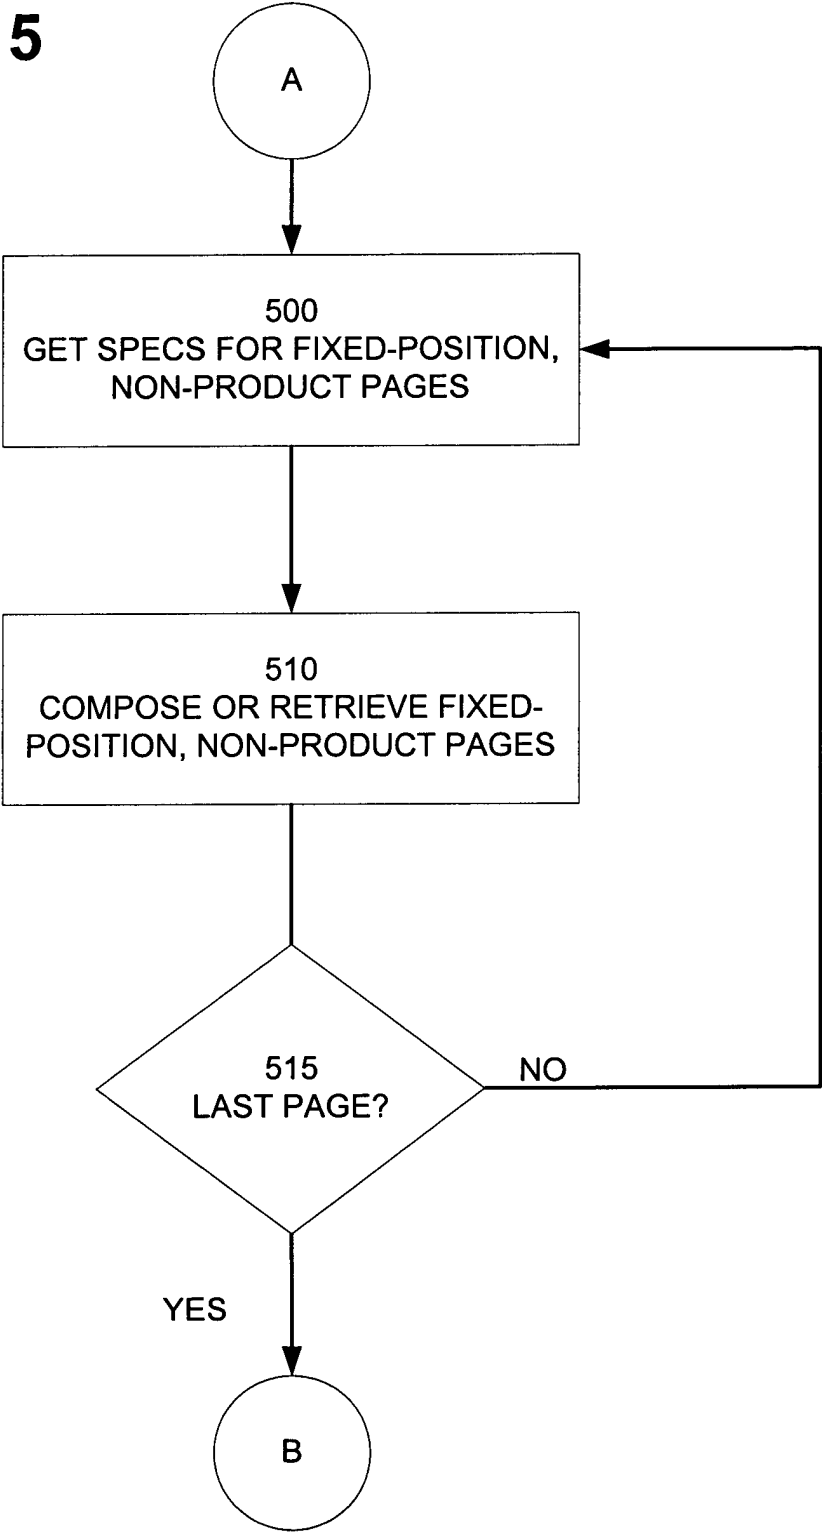 5
A
500
GET SPECS FOR FIXED-POSITION,
NON-PRODUCT PAGES
510
COMPOSE OR RETRIEVE FIXED-
POSITION, NON-PRODUCT PAGES
515
LAST PAGE?
NO
YES
B